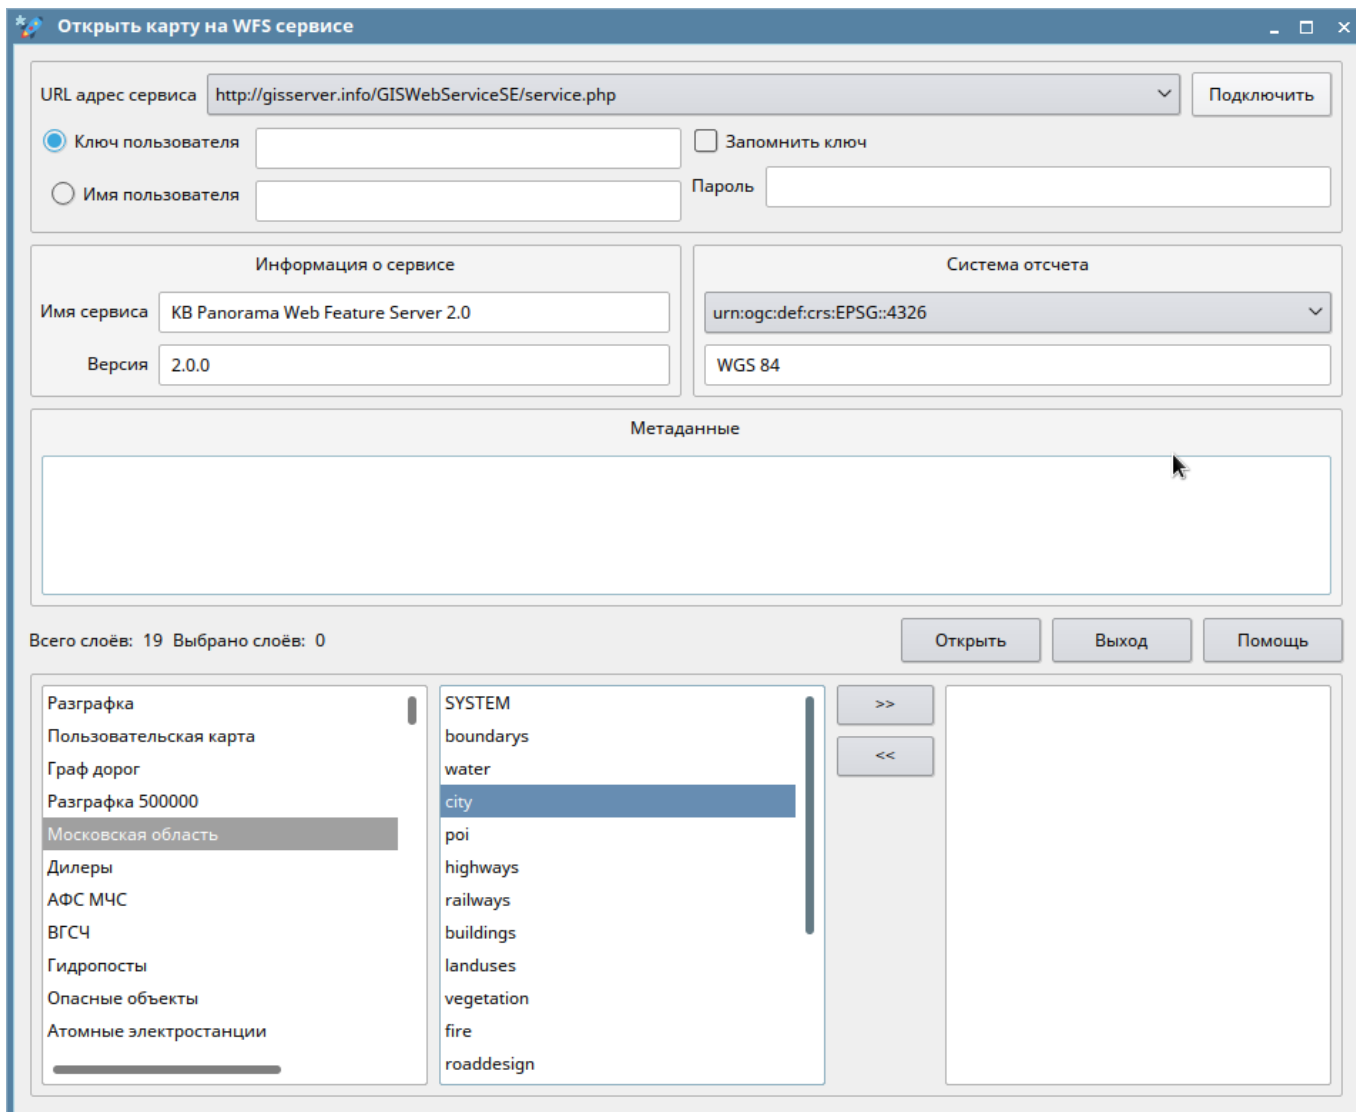 Открыть карту на WFS сервисе
URL адрес сервиса http://gisserver.info/GISWebServiceSE/service.php Подключить
Ключ пользователя Запомнить ключ
Имя пользователя Пароль
Информация о сервисе
Имя сервиса KB Panorama Web Feature Server 2.0
Версия 2.0.0
Система отсчета
urn:ogc:def:crs:EPSG::4326
WGS 84
Метаданные
Всего слоёв: 19 Выбрано слоёв: 0 Открыть Выход Помощь
Разграфка
Пользовательская карта
Граф дорог
Разграфка 500000
Московская область
Дилеры
АФС МЧС
ВГСЧ
Гидропосты
Опасные объекты
Атомные электростанции
SYSTEM
boundarys
water
city
poi
highways
railways
buildings
landuses
vegetation
fire
roaddesign
>>
<<